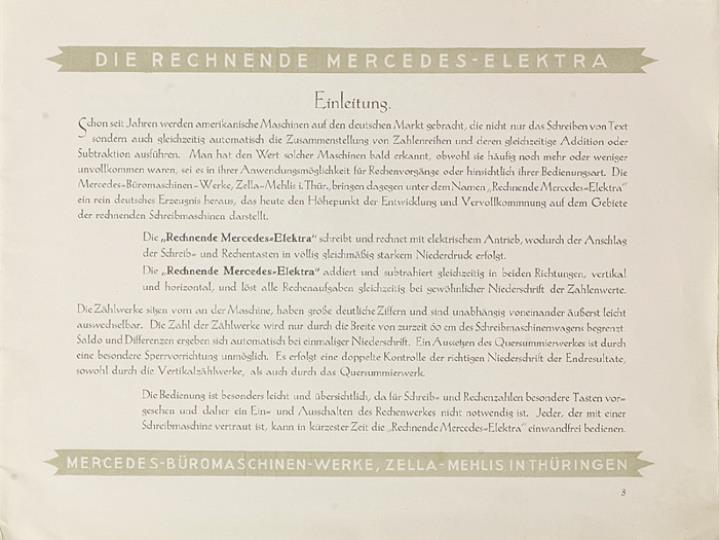 DIE RECHNENDE MERCEDES-ELEKTRA
Einleitung.
Schon seit Jahren werden amerikanische Maschinen auf den deutschen Markt gebracht, die nicht nur das Schreiben von Text
sondern auch gleichzeitig automatisch die Zusammenstellung von Zahlenreihen und deren gleichzeitige Addition oder
Subtraktion ausführen. Man hat den Wert solcher Maschinen bald erkannt, obwohl sie häufig noch mehr oder weniger
unvollkommen waren, sei es in ihrer Anwendungsmöglichkeit für Rechenvorgänge oder hinsichtlich ihrer Bedienungsart. Die
Mercedes-Büromaschinen-Werke, Zella-Mehlis i. Thür., bringen dagegen unter dem Namen „Rechnende Mercedes-Elektra"
ein rein deutsches Erzeugnis heraus, das heute den Höhepunkt der Entwicklung und Vervollkommnung auf dem Gebiete
der rechnenden Schreibmaschinen darstellt.
Die „Rechnende Mercedes-Elektra" schreibt und rechnet mit elektrischem Antrieb, wodurch der Anschlag
der Schreib- und Rechentasten in völlig gleichmäßig starkem Niederdruck erfolgt.
Die „Rechnende Mercedes-Elektra" addiert und subtrahiert gleichzeitig in beiden Richtungen, vertikal
und horizontal, und löst alle Rechenaufgaben gleichzeitig bei gewöhnlicher Niederschrift der Zahlenwerte.
Die Zählwerke sitzen vorn an der Maschine, haben große deutliche Ziffern und sind unabhängig voneinander äußerst leicht
auswechselbar. Die Zahl der Zählwerke wird nur durch die Breite von zurzeit 60 cm des Schreibmaschinenwagens begrenzt.
Saldo und Differenzen ergeben sich automatisch bei einmaliger Niederschrift. Ein Aussetzen des Quersummierwerkes ist durch
eine besondere Sperrvorrichtung unmöglich. Es erfolgt eine doppelte Kontrolle der richtigen Niederschrift der Endresultate,
sowohl durch die Vertikalzählwerke, als auch durch das Quersummierwerk.
Die Bedienung ist besonders leicht und übersichtlich, da für Schreib- und Rechenzahlen besondere Tasten vor-
gesehen und daher ein Ein- und Ausschalten des Rechenwerkes nicht notwendig ist. Jeder, der mit einer
Schreibmaschine vertraut ist, kann in kürzester Zeit die „Rechnende Mercedes-Elektra" einwandfrei bedienen.
MERCEDES-BÜROMASCHINEN-WERKE, ZELLA-MEHLIS IN THÜRINGEN
3